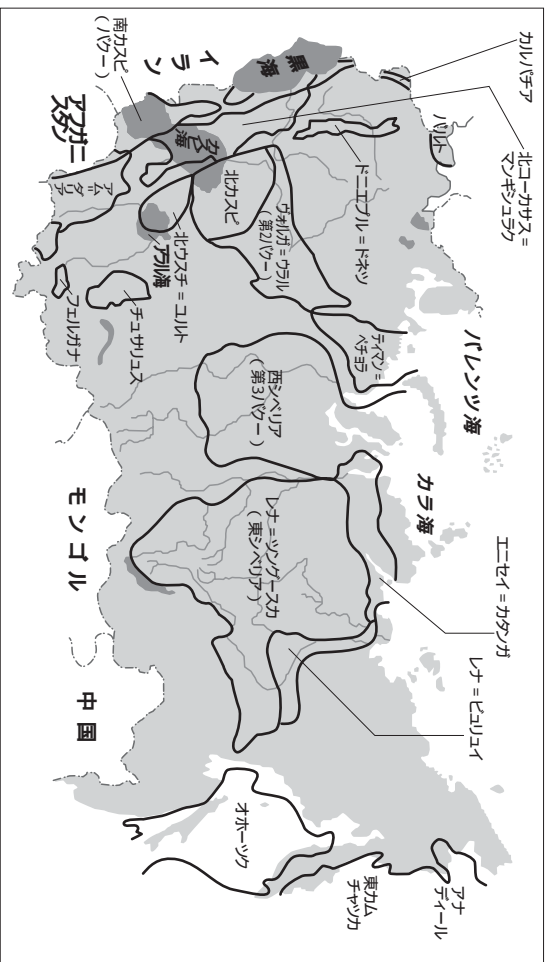 カルパチア
北コーカサス=
マンギシュラク
バルト
ドニエプル=ドネツ
黒海
イラン
南カスピ
(バクー)
カスピ
海
アフガニ
スタン
アム=ダリア
北カスピ
ヴォルガ=ウラル
(第2バクー)
北ウスチ=ユルト
アラル海
フェルガナ
チュサリュス
ティマン=
ペチョラ
バレンツ海
西シベリア
(第3バクー)
カラ海
エニセイ=カタンガ
レナ=ビュリュイ
レナ=ツングースカ
(東シベリア)
モンゴル
中国
オホーツク
東カム
チャツカ
アナ
ディール